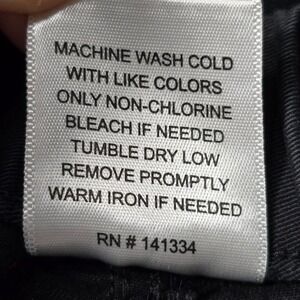 MACHINE WASH COLD
WITH LIKE COLORS
ONLY NON-CHLORINE
BLEACH IF NEEDED
TUMBLE DRY LOW
REMOVE PROMPTLY
WARM IRON IF NEEDED
RN # 141334